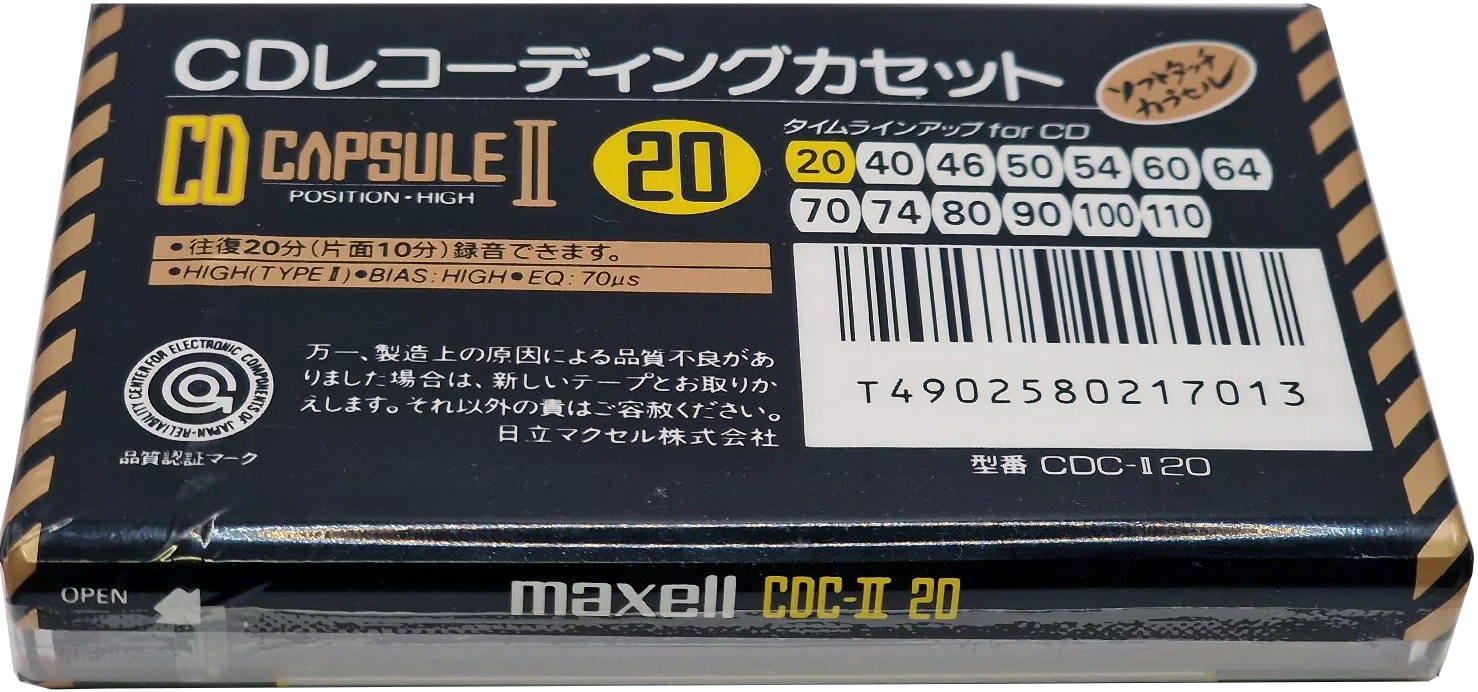 CDレコーディングカセット
ソフトタッチ
カプセル
CD CAPSULE II
POSITION・HIGH
20
タイムラインアップ for CD
20 40 46 50 54 60 64
70 74 80 90 100 110
●往復20分(片面10分)録音できます。
●HIGH(TYPE II)●BIAS:HIGH●EQ:70μs
RELIABILITY CENTER FOR ELECTRONIC COMPONENTS OF JAPAN
品質認証マーク
万一、製造上の原因による品質不良があ
りました場合は、新しいテープとお取りか
えします。それ以外の責はご容赦ください。
日立マクセル株式会社
T4902580217013
型番 CDC-II20
OPEN
maxell CDC-II 20